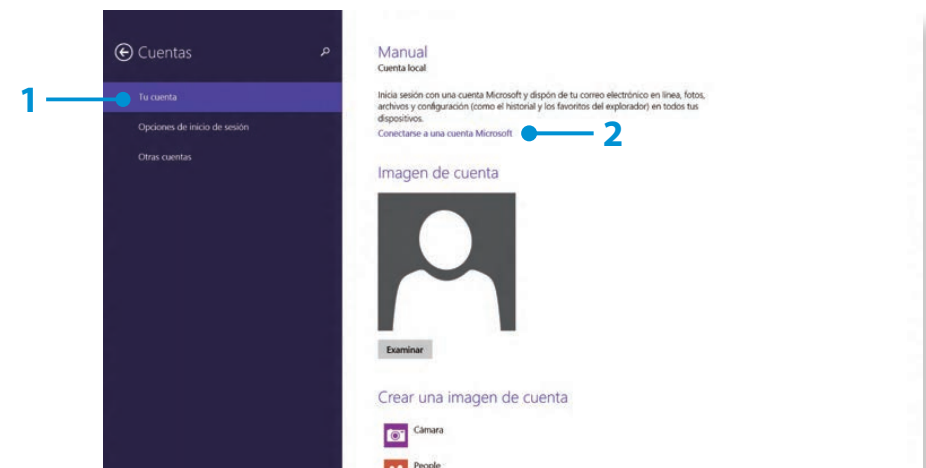 Cuentas
1
Tu cuenta
Opciones de inicio de sesión
Otras cuentas
Manual
Cuenta local
Inicia sesión con una cuenta Microsoft y dispón de tu correo electrónico en línea, fotos,
archivos y configuración (como el historial y los favoritos del explorador) en todos tus
dispositivos.
Conectarse a una cuenta Microsoft
2
Imagen de cuenta
Examinar
Crear una imagen de cuenta
Cámara
People